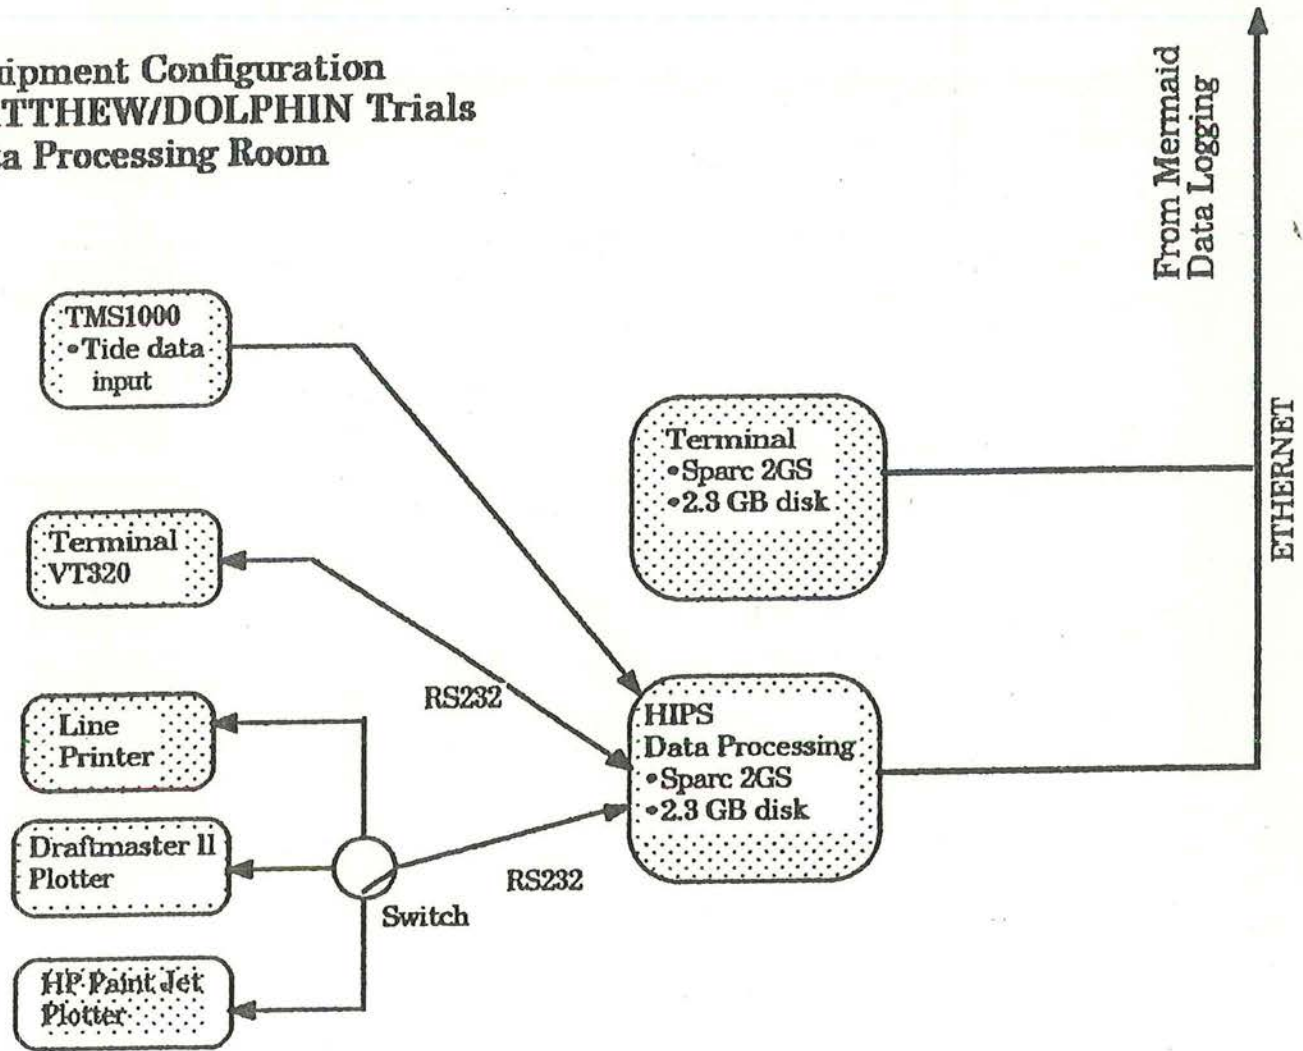 ipment Configuration
TTHEW/DOLPHIN Trials
ta Processing Room
From Mermaid
Data Logging
TMS1000
•Tide data
input
Terminal
•Sparc 2GS
•2.3 GB disk
ETHERNET
Terminal
VT320
RS232
Line
Printer
HIPS
Data Processing
•Sparc 2GS
•2.3 GB disk
Draftmaster II
Plotter
RS232
Switch
HP Paint Jet
Plotter